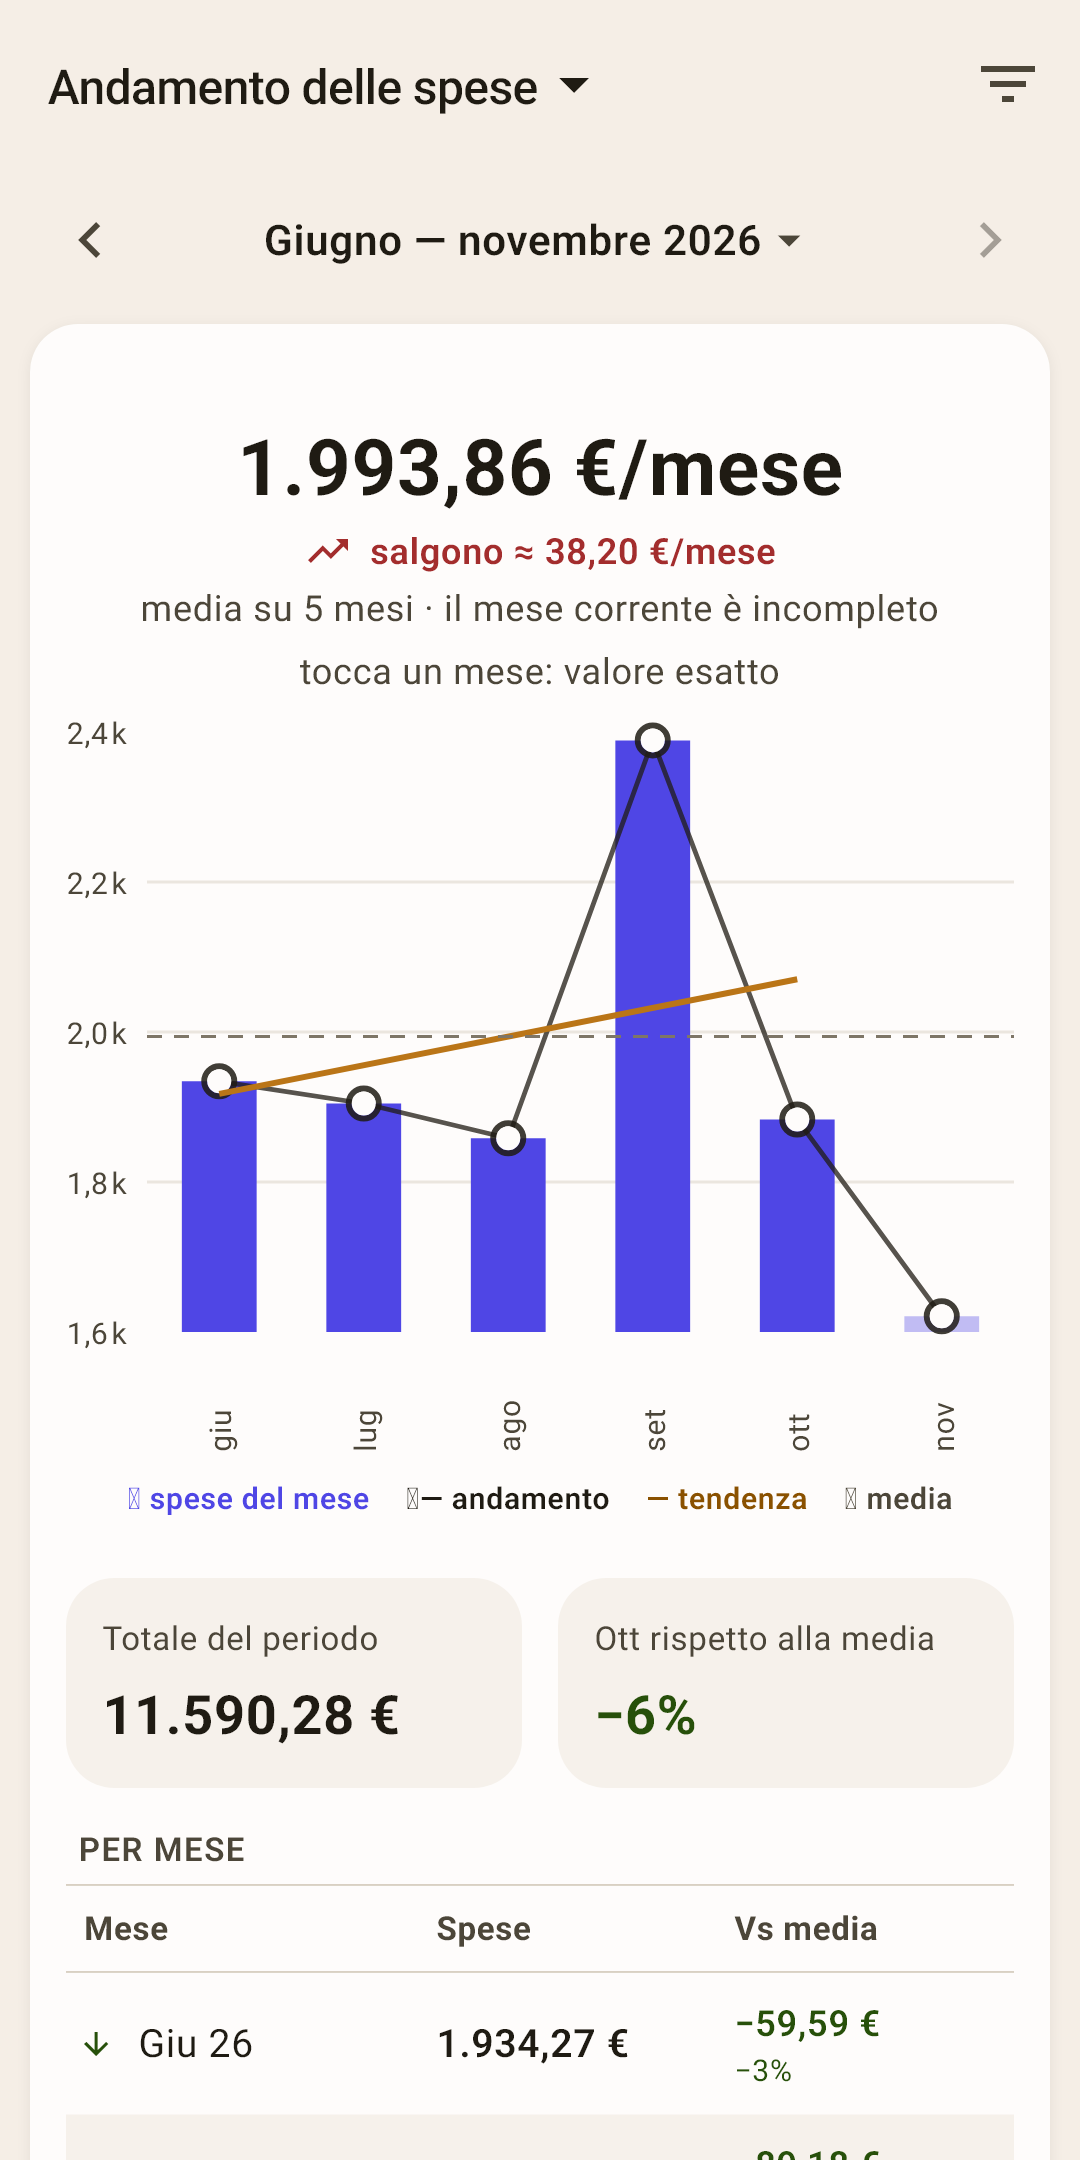 Andamento delle spese
Giugno — novembre 2026
1.993,86 €/mese
salgono ≈ 38,20 €/mese
media su 5 mesi · il mese corrente è incompleto
tocca un mese: valore esatto
2,4k
2,2k
2,0k
1,8k
1,6k
giu
lug
ago
set
ott
nov
spese del mese — andamento — tendenza media
Totale del periodo
11.590,28 €
Ott rispetto alla media
−6%
PER MESE
Mese Spese Vs media
Giu 26 1.934,27 € −59,59 €
−3%